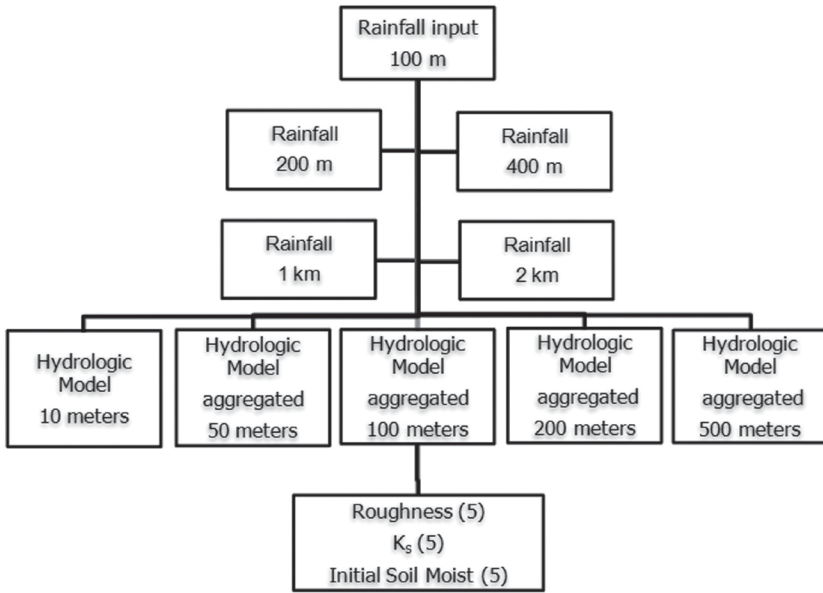 Rainfall input
100 m
Rainfall
200 m
Rainfall
400 m
Rainfall
1 km
Rainfall
2 km
Hydrologic
Model
10 meters
Hydrologic
Model
aggregated
50 meters
Hydrologic
Model
aggregated
100 meters
Hydrologic
Model
aggregated
200 meters
Hydrologic
Model
aggregated
500 meters
Roughness (5)
Ks (5)
Initial Soil Moist (5)